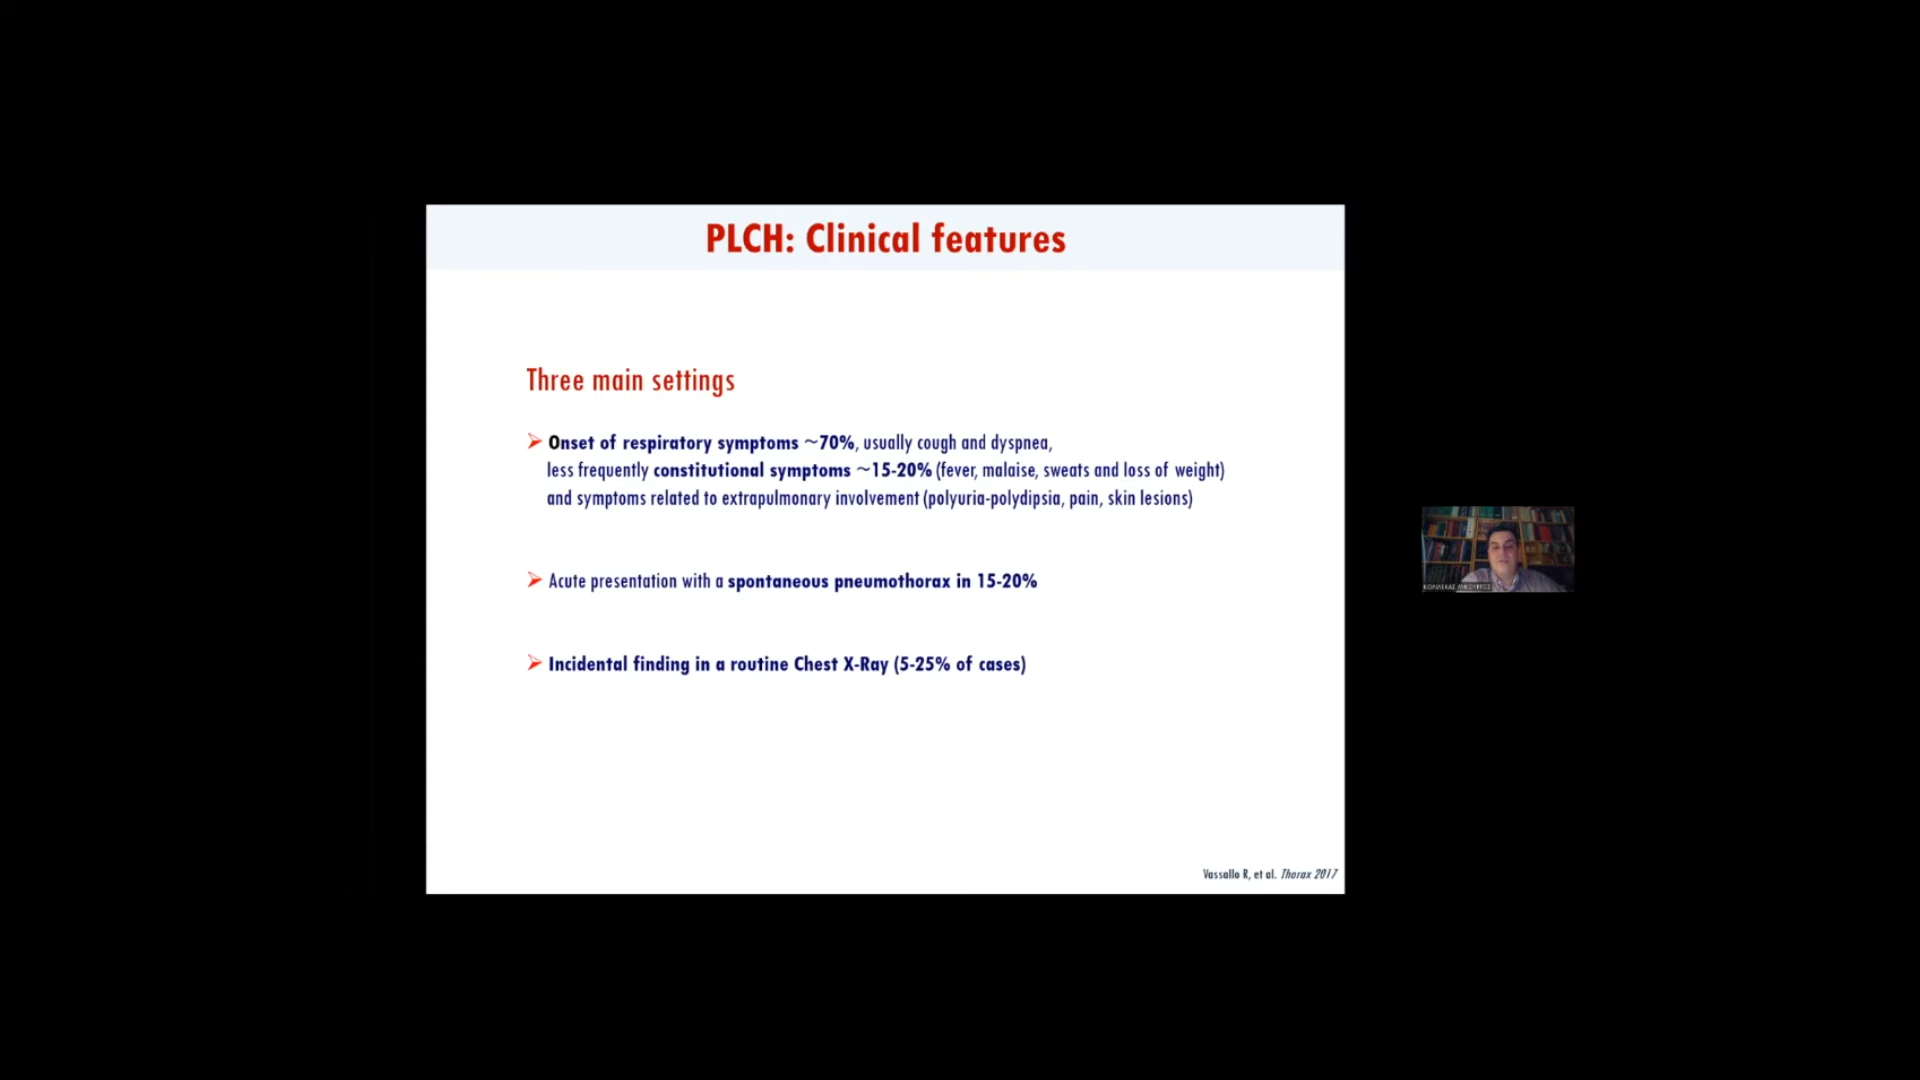 PLCH: Clinical features
Three main settings
➢ Onset of respiratory symptoms ~70%, usually cough and dyspnea,
less frequently constitutional symptoms ~15-20% (fever, malaise, sweats and loss of weight)
and symptoms related to extrapulmonary involvement (polyuria-polydipsia, pain, skin lesions)
➢ Acute presentation with a spontaneous pneumothorax in 15-20%
➢ Incidental finding in a routine Chest X-Ray (5-25% of cases)
Vassallo R, et al. Thorax 2017